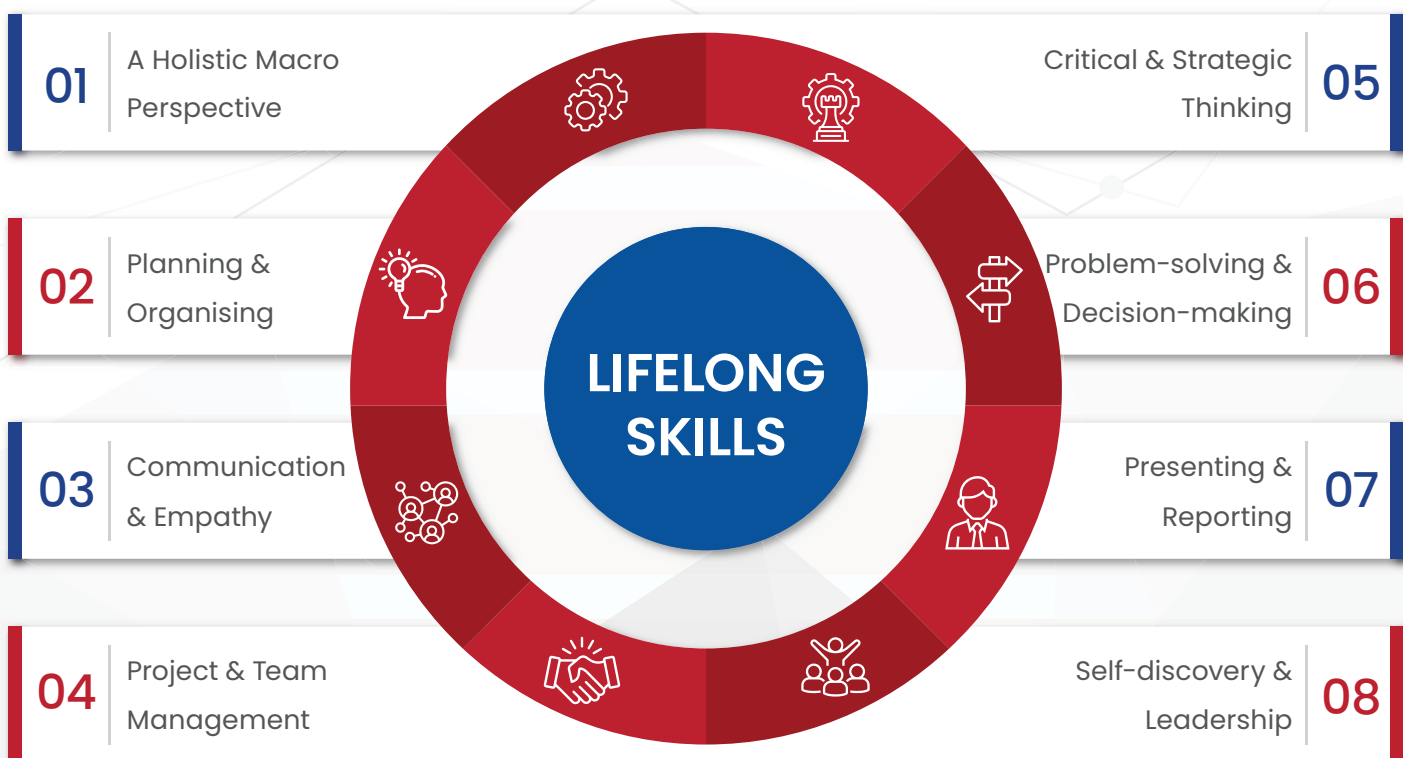 01
A Holistic Macro
Perspective
02
Planning &
Organising
03
Communication
& Empathy
04
Project & Team
Management
LIFELONG
SKILLS
Critical & Strategic
Thinking
05
Problem-solving &
Decision-making
06
Presenting &
Reporting
07
Self-discovery &
Leadership
08